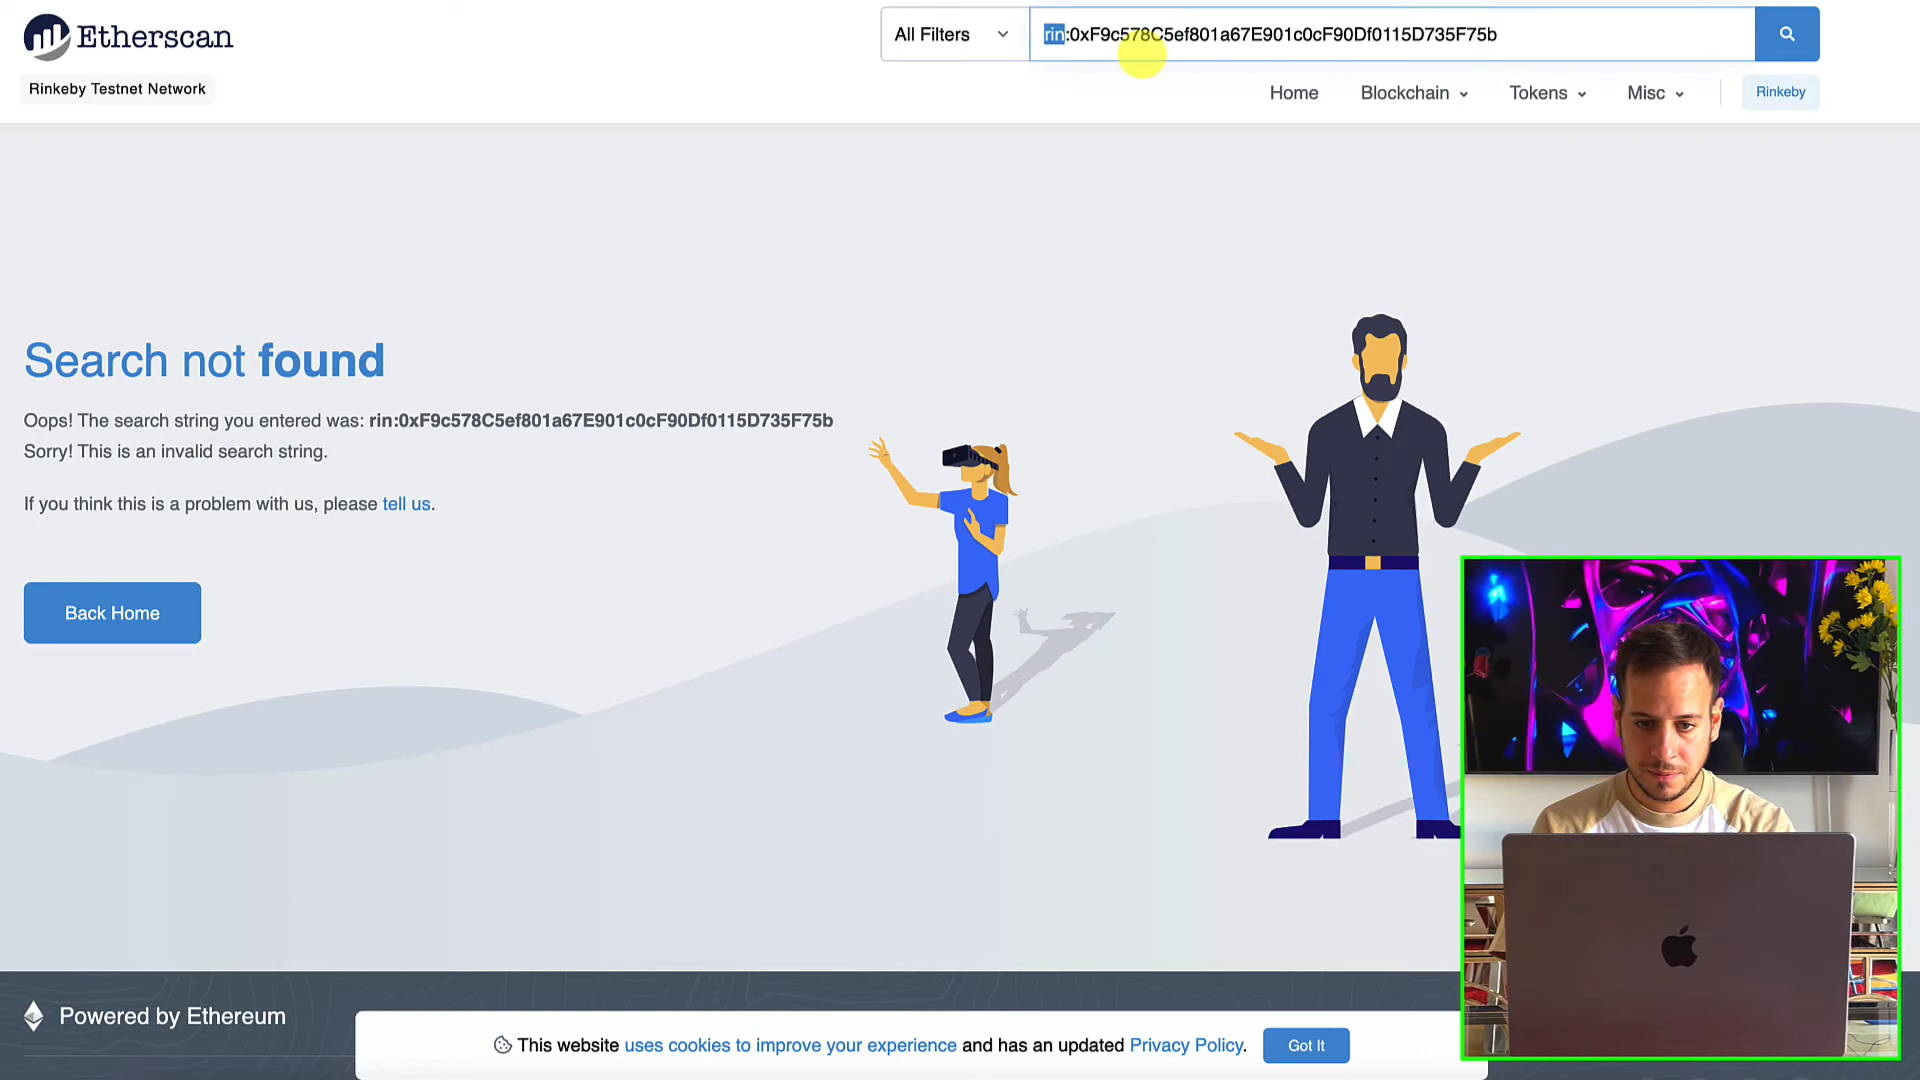 Etherscan
All Filters
rin:0xF9c578C5ef801a67E901c0cF90Df0115D735F75b
Rinkeby Testnet Network
Home
Blockchain
Tokens
Misc
Rinkeby
Search not found
Oops! The search string you entered was: rin:0xF9c578C5ef801a67E901c0cF90Df0115D735F75b
Sorry! This is an invalid search string.
If you think this is a problem with us, please tell us.
Back Home
Powered by Ethereum
This website uses cookies to improve your experience and has an updated Privacy Policy.
Got It